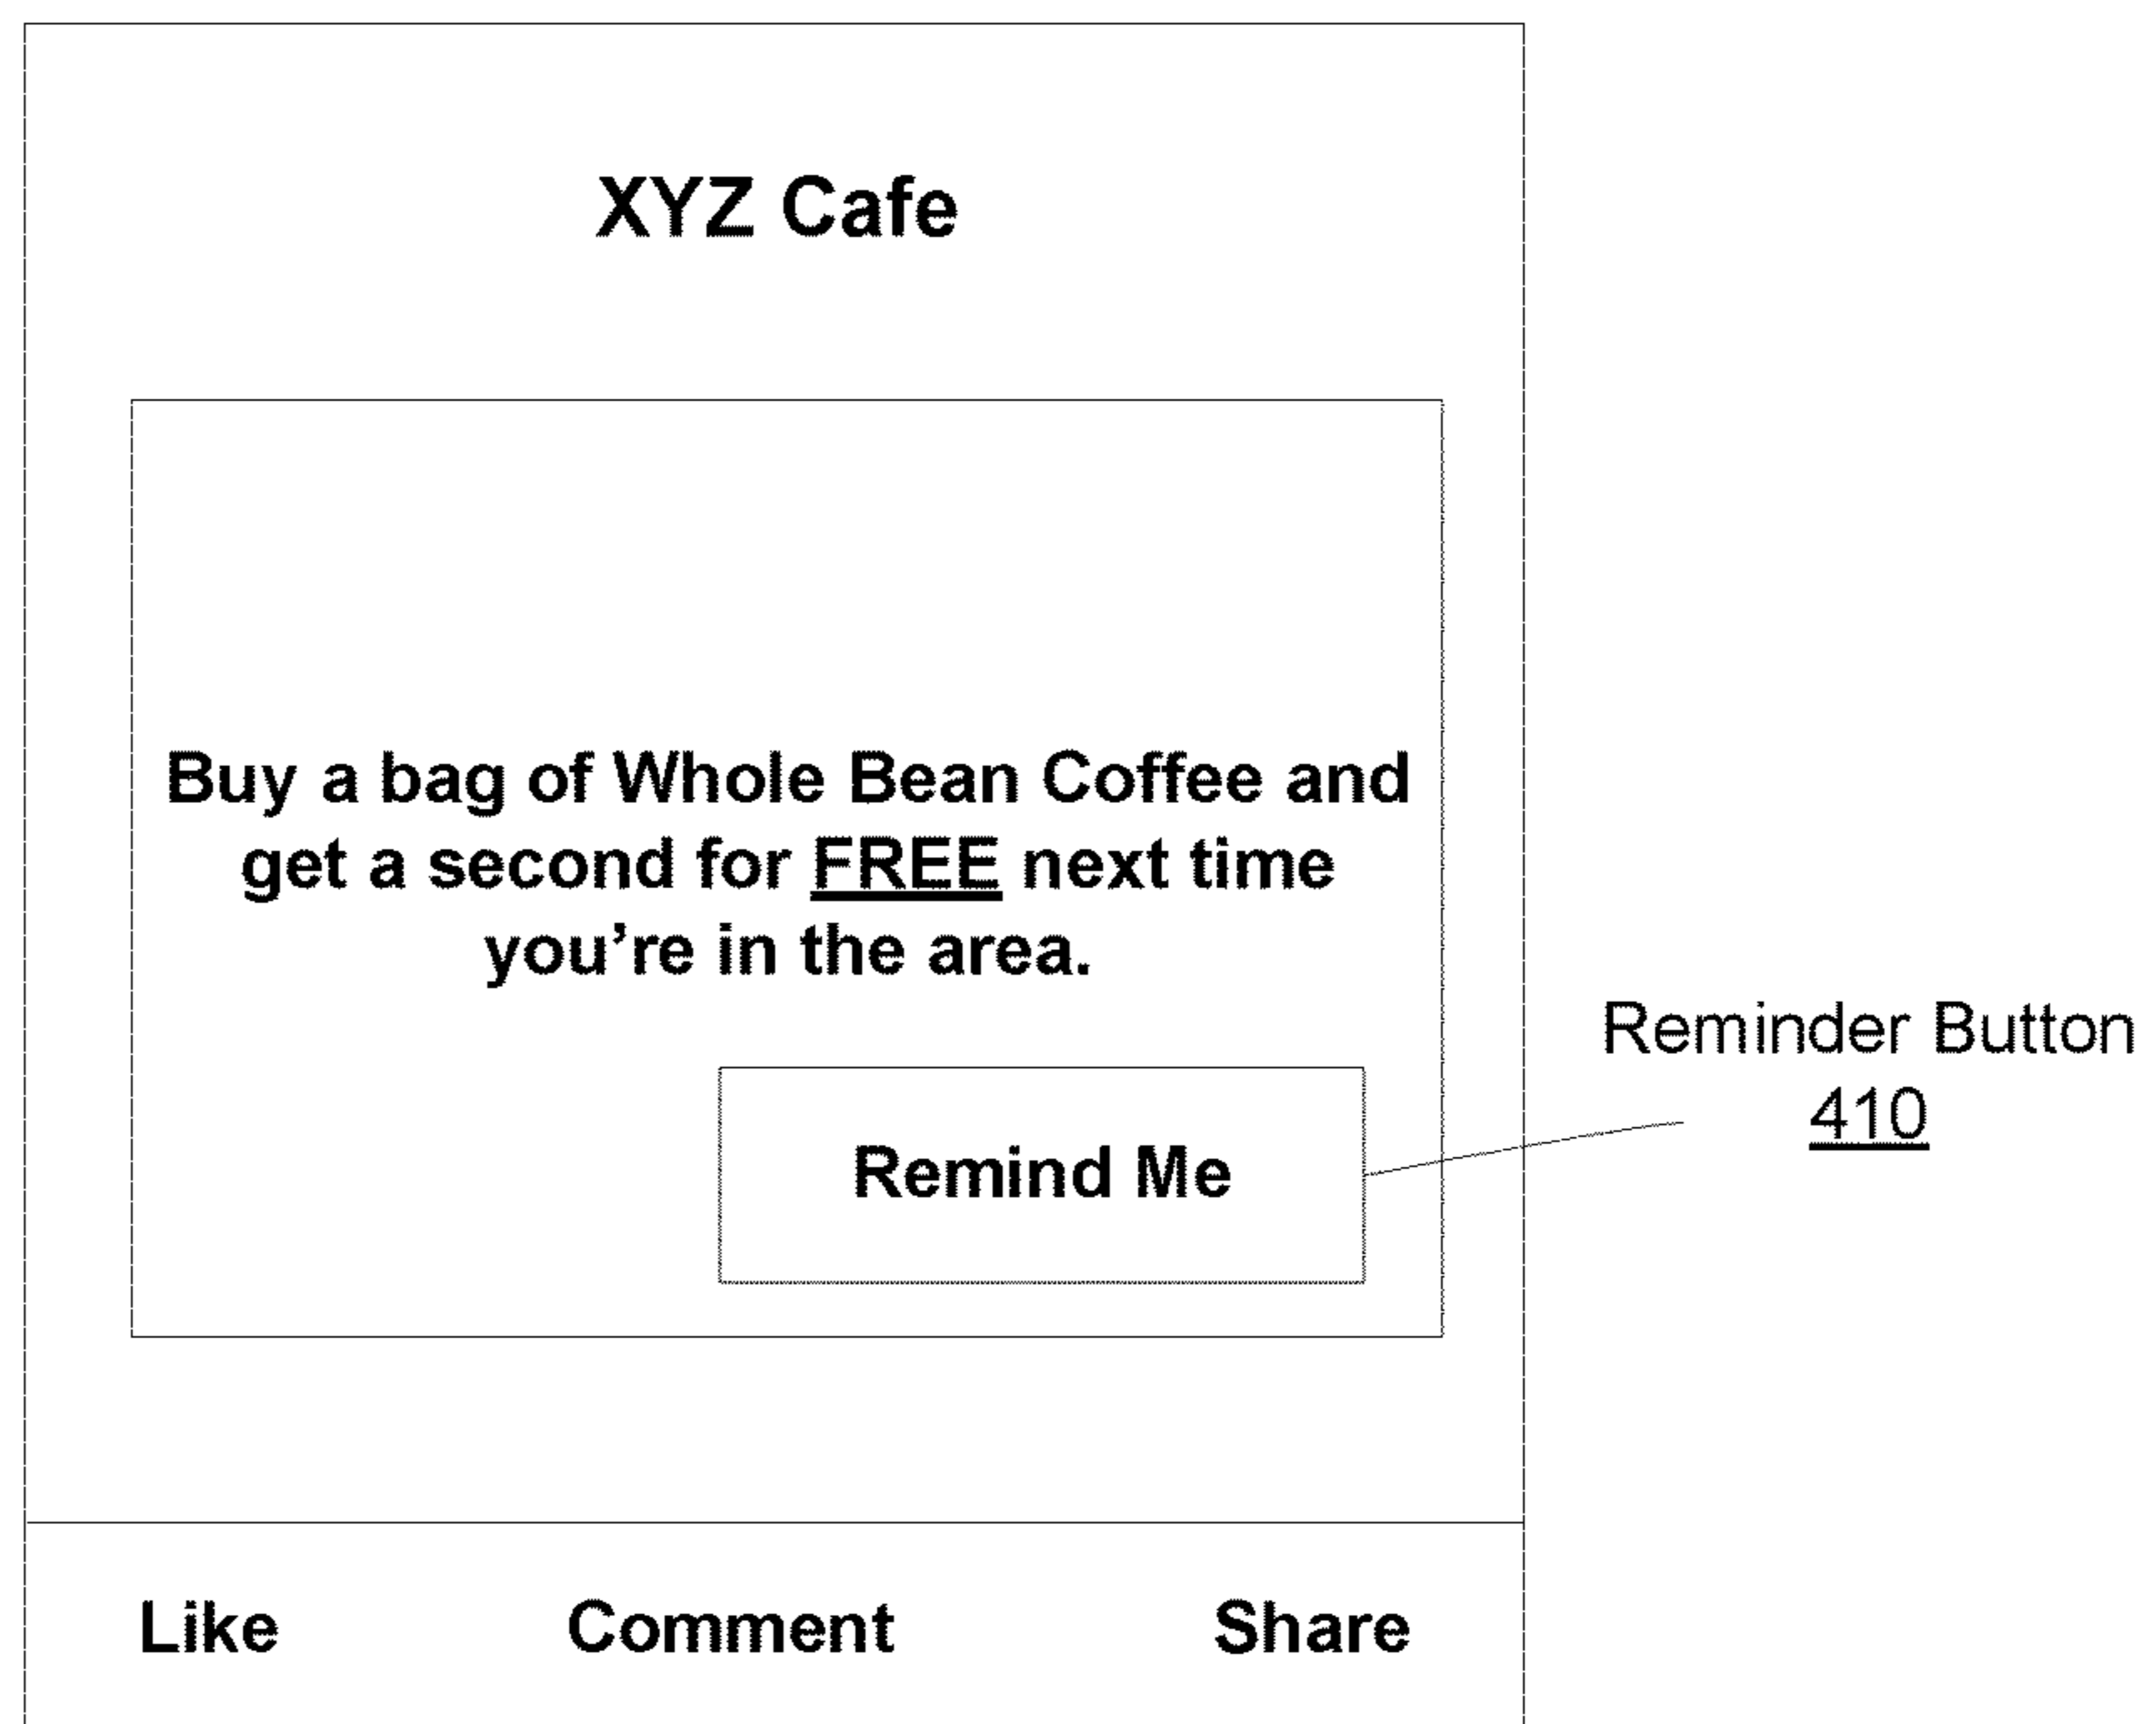 XYZ Cafe
Buy a bag of Whole Bean Coffee and
get a second for FREE next time
you’re in the area.
Remind Me
Reminder Button
410
Like Comment Share